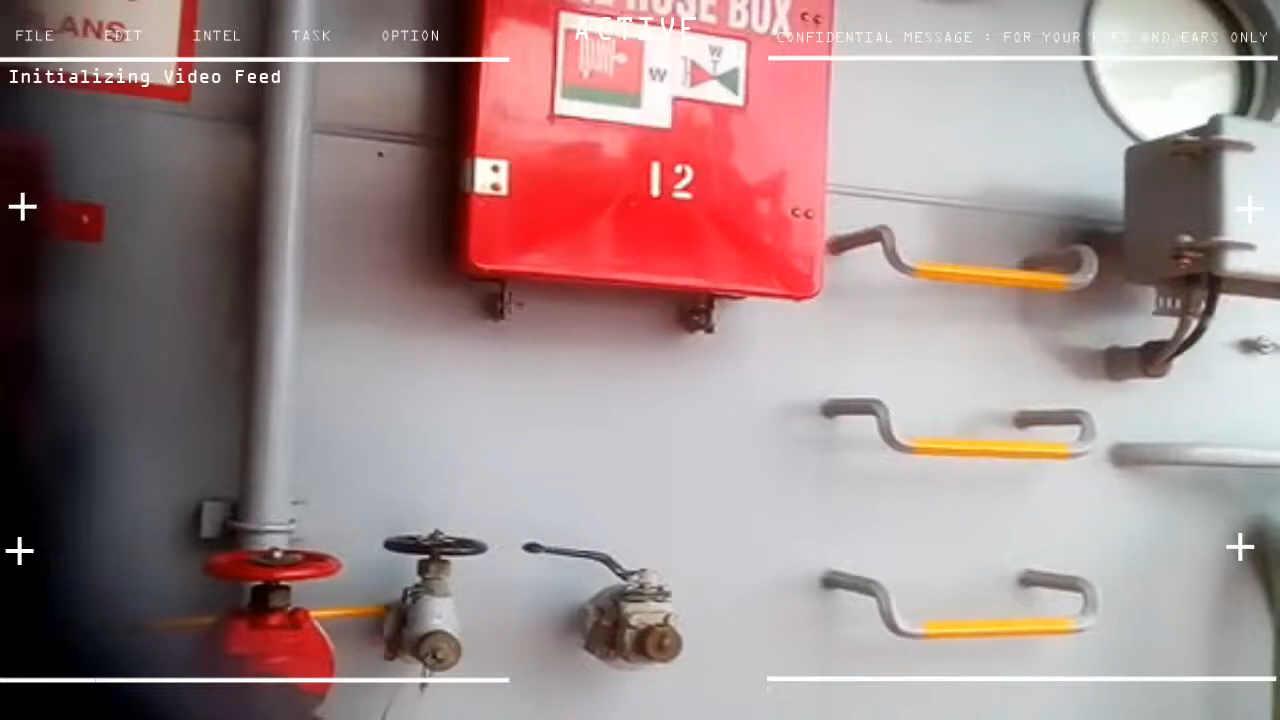 FILE EDIT INTEL TASK OPTION
ACTIVE
CONFIDENTIAL MESSAGE : FOR YOUR EYES AND EARS ONLY
Initializing Video Feed
PLANS
HOSE BOX
W
W
T
12